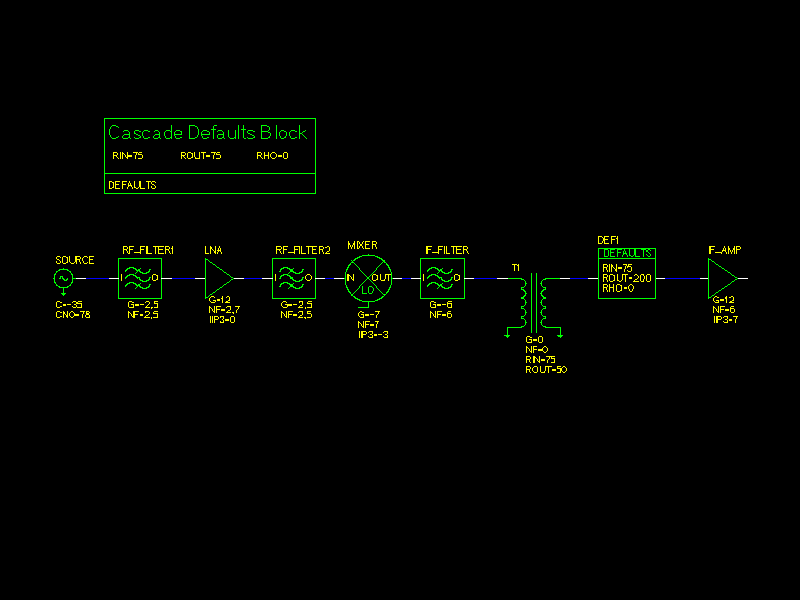 Cascade Defaults Block
RIN=75 ROUT=75 RHO=0
DEFAULTS
SOURCE
C=-35
CNO=78
RF_FILTER1
I O
G=-2.5
NF=2.5
LNA
G=12
NF=2.7
IIP3=0
RF_FILTER2
I O
G=-2.5
NF=2.5
MIXER
IN OUT
LO
G=-7
NF=7
IIP3=-3
IF_FILTER
I O
G=-6
NF=6
T1
G=0
NF=0
RIN=75
ROUT=50
DEF1
DEFAULTS
RIN=75
ROUT=200
RHO=0
IF_AMP
G=12
NF=6
IIP3=7